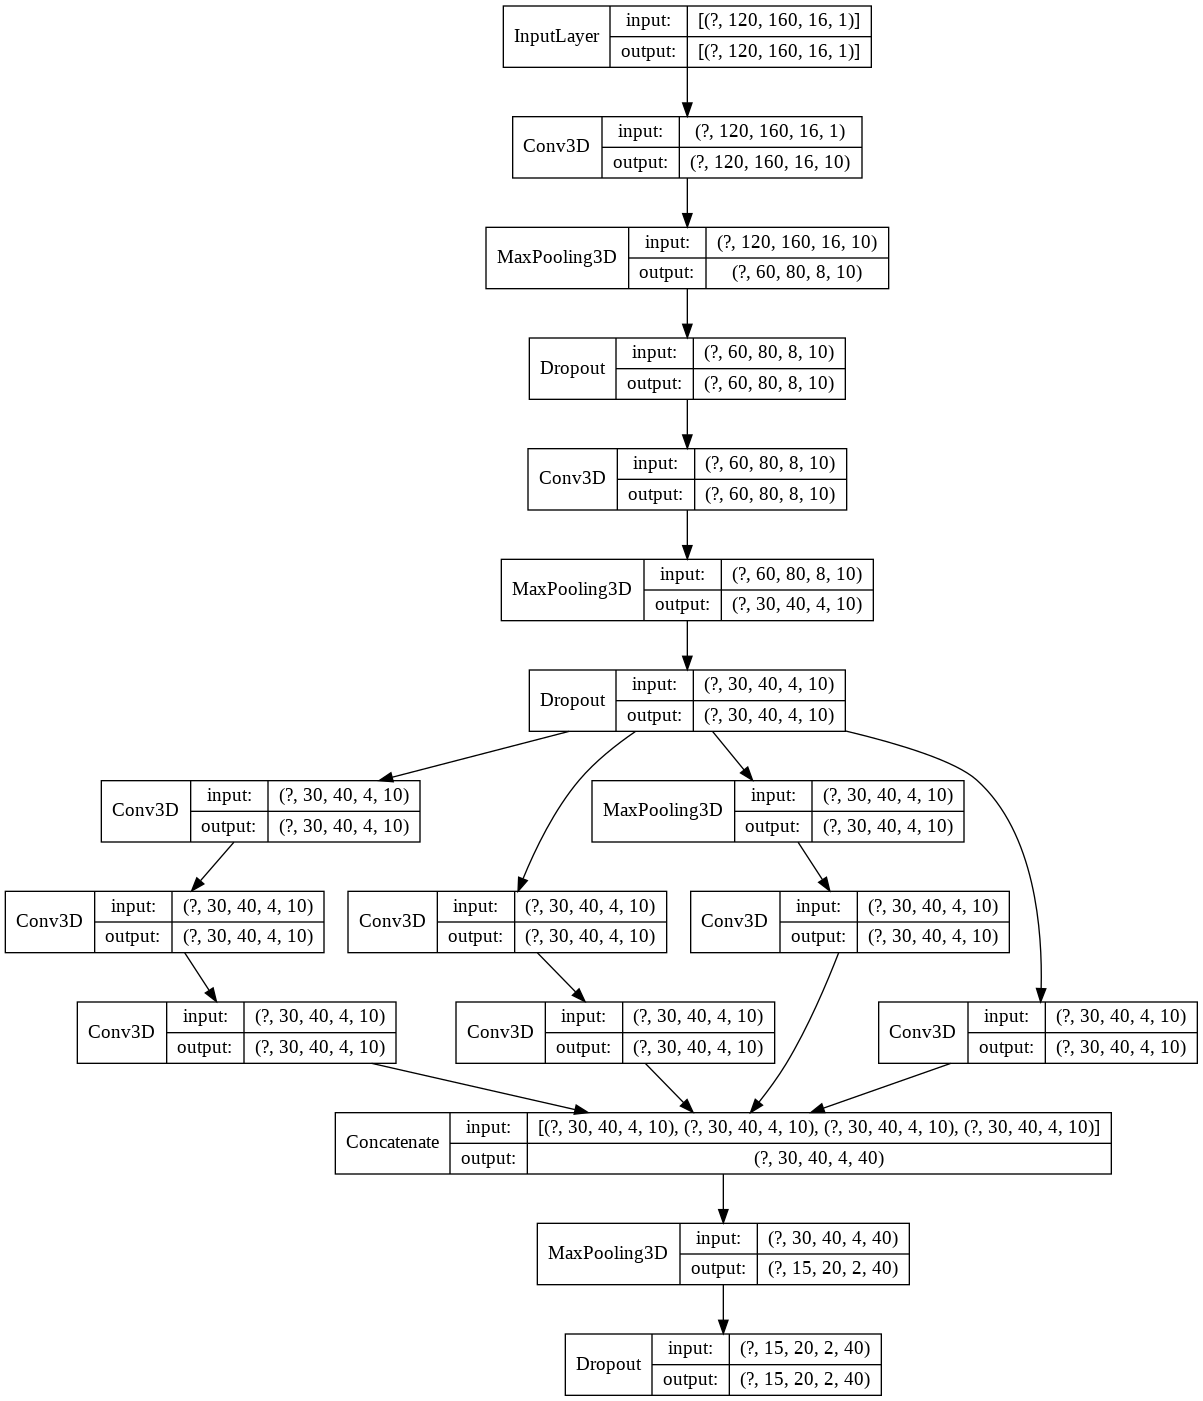 InputLayer input: [(?, 120, 160, 16, 1)]
output: [(?, 120, 160, 16, 1)]
Conv3D input: (?, 120, 160, 16, 1)
output: (?, 120, 160, 16, 10)
MaxPooling3D input: (?, 120, 160, 16, 10)
output: (?, 60, 80, 8, 10)
Dropout input: (?, 60, 80, 8, 10)
output: (?, 60, 80, 8, 10)
Conv3D input: (?, 60, 80, 8, 10)
output: (?, 60, 80, 8, 10)
MaxPooling3D input: (?, 60, 80, 8, 10)
output: (?, 30, 40, 4, 10)
Dropout input: (?, 30, 40, 4, 10)
output: (?, 30, 40, 4, 10)
Conv3D input: (?, 30, 40, 4, 10)
output: (?, 30, 40, 4, 10)
MaxPooling3D input: (?, 30, 40, 4, 10)
output: (?, 30, 40, 4, 10)
Conv3D input: (?, 30, 40, 4, 10)
output: (?, 30, 40, 4, 10)
Conv3D input: (?, 30, 40, 4, 10)
output: (?, 30, 40, 4, 10)
Conv3D input: (?, 30, 40, 4, 10)
output: (?, 30, 40, 4, 10)
Conv3D input: (?, 30, 40, 4, 10)
output: (?, 30, 40, 4, 10)
Conv3D input: (?, 30, 40, 4, 10)
output: (?, 30, 40, 4, 10)
Conv3D input: (?, 30, 40, 4, 10)
output: (?, 30, 40, 4, 10)
Concatenate input: [(?, 30, 40, 4, 10), (?, 30, 40, 4, 10), (?, 30, 40, 4, 10), (?, 30, 40, 4, 10)]
output: (?, 30, 40, 4, 40)
MaxPooling3D input: (?, 30, 40, 4, 40)
output: (?, 15, 20, 2, 40)
Dropout input: (?, 15, 20, 2, 40)
output: (?, 15, 20, 2, 40)